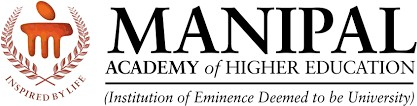 INSPIRED BY LIFE
MANIPAL
ACADEMY of HIGHER EDUCATION
(Institution of Eminence Deemed to be University)